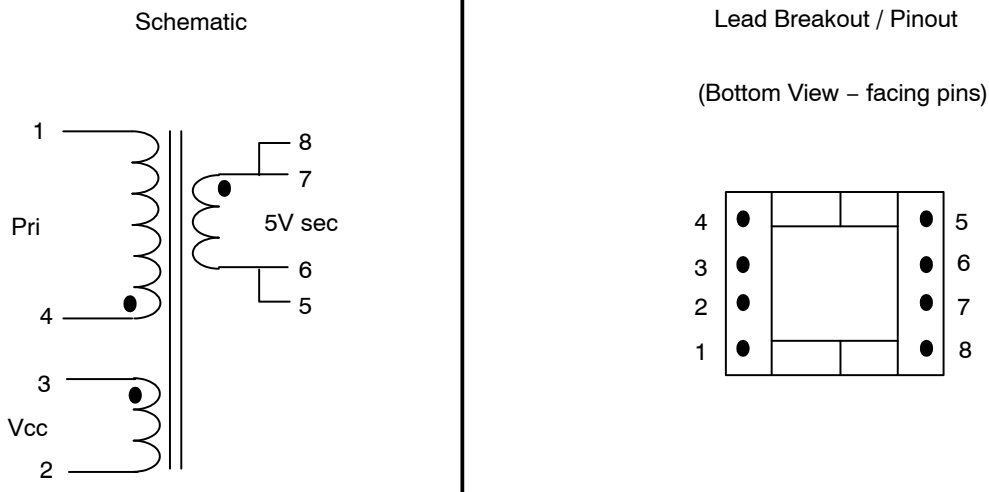 Schematic
1
Pri
4
3
Vcc
2
8
7
5V sec
6
5
Lead Breakout / Pinout
(Bottom View – facing pins)
4
3
2
1
5
6
7
8